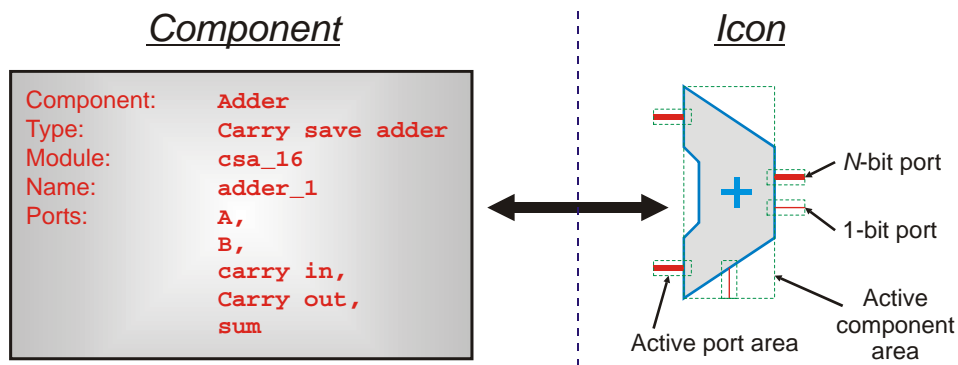 Component
Component: Adder
Type: Carry save adder
Module: csa_16
Name: adder_1
Ports: A,
B,
carry in,
Carry out,
sum
Icon
+
N-bit port
1-bit port
Active port area
Active
component
area